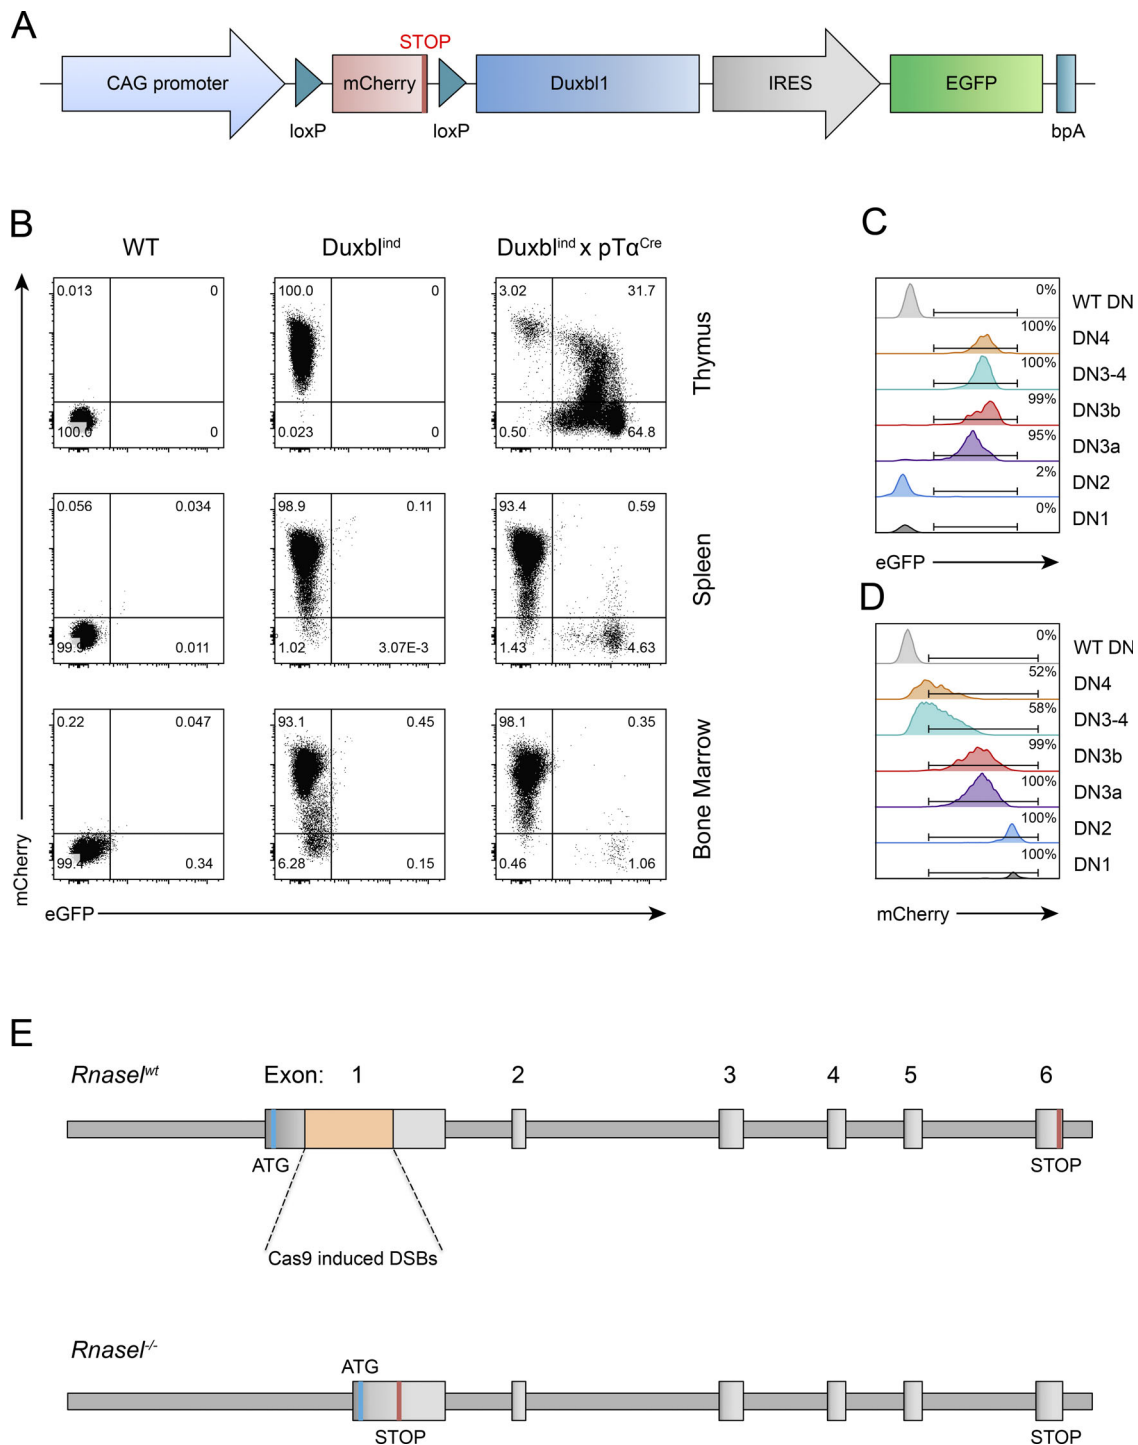 A
STOP
CAG promoter
mCherry
Duxbl1
IRES
EGFP
loxP
loxP
bpA
B
WT
Duxbl^ind
Duxbl^ind x pTα^Cre
0.013 0
100.0 0
100.0 0
0.023 0
3.02 31.7
0.50 64.8
Thymus
0.056 0.034
99.9 0.011
98.9 0.11
1.02 3.07E-3
93.4 0.59
1.43 4.63
Spleen
0.22 0.047
99.4 0.34
93.1 0.45
6.28 0.15
98.1 0.35
0.46 1.06
Bone Marrow
mCherry
eGFP
C
0% WT DN
100% DN4
100% DN3-4
99% DN3b
95% DN3a
2% DN2
0% DN1
eGFP
D
0% WT DN
52% DN4
58% DN3-4
99% DN3b
100% DN3a
100% DN2
100% DN1
mCherry
E
Rnasel^wt
Exon: 1 2 3 4 5 6
ATG
STOP
Cas9 induced DSBs
Rnasel^-/-
ATG
STOP
STOP